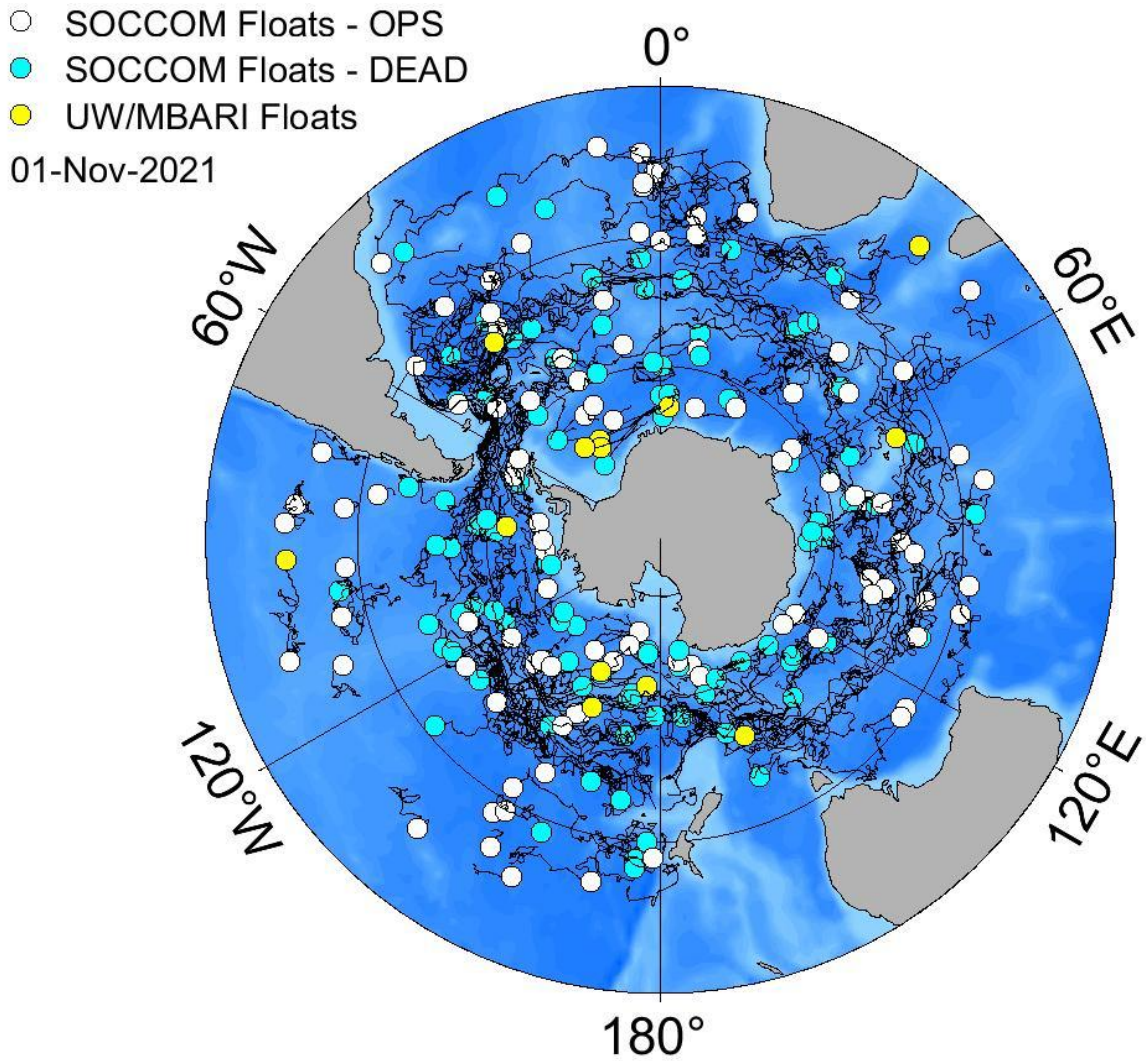 SOCCOM Floats - OPS
SOCCOM Floats - DEAD
UW/MBARI Floats
01-Nov-2021
0°
60°W
60°E
120°W
120°E
180°